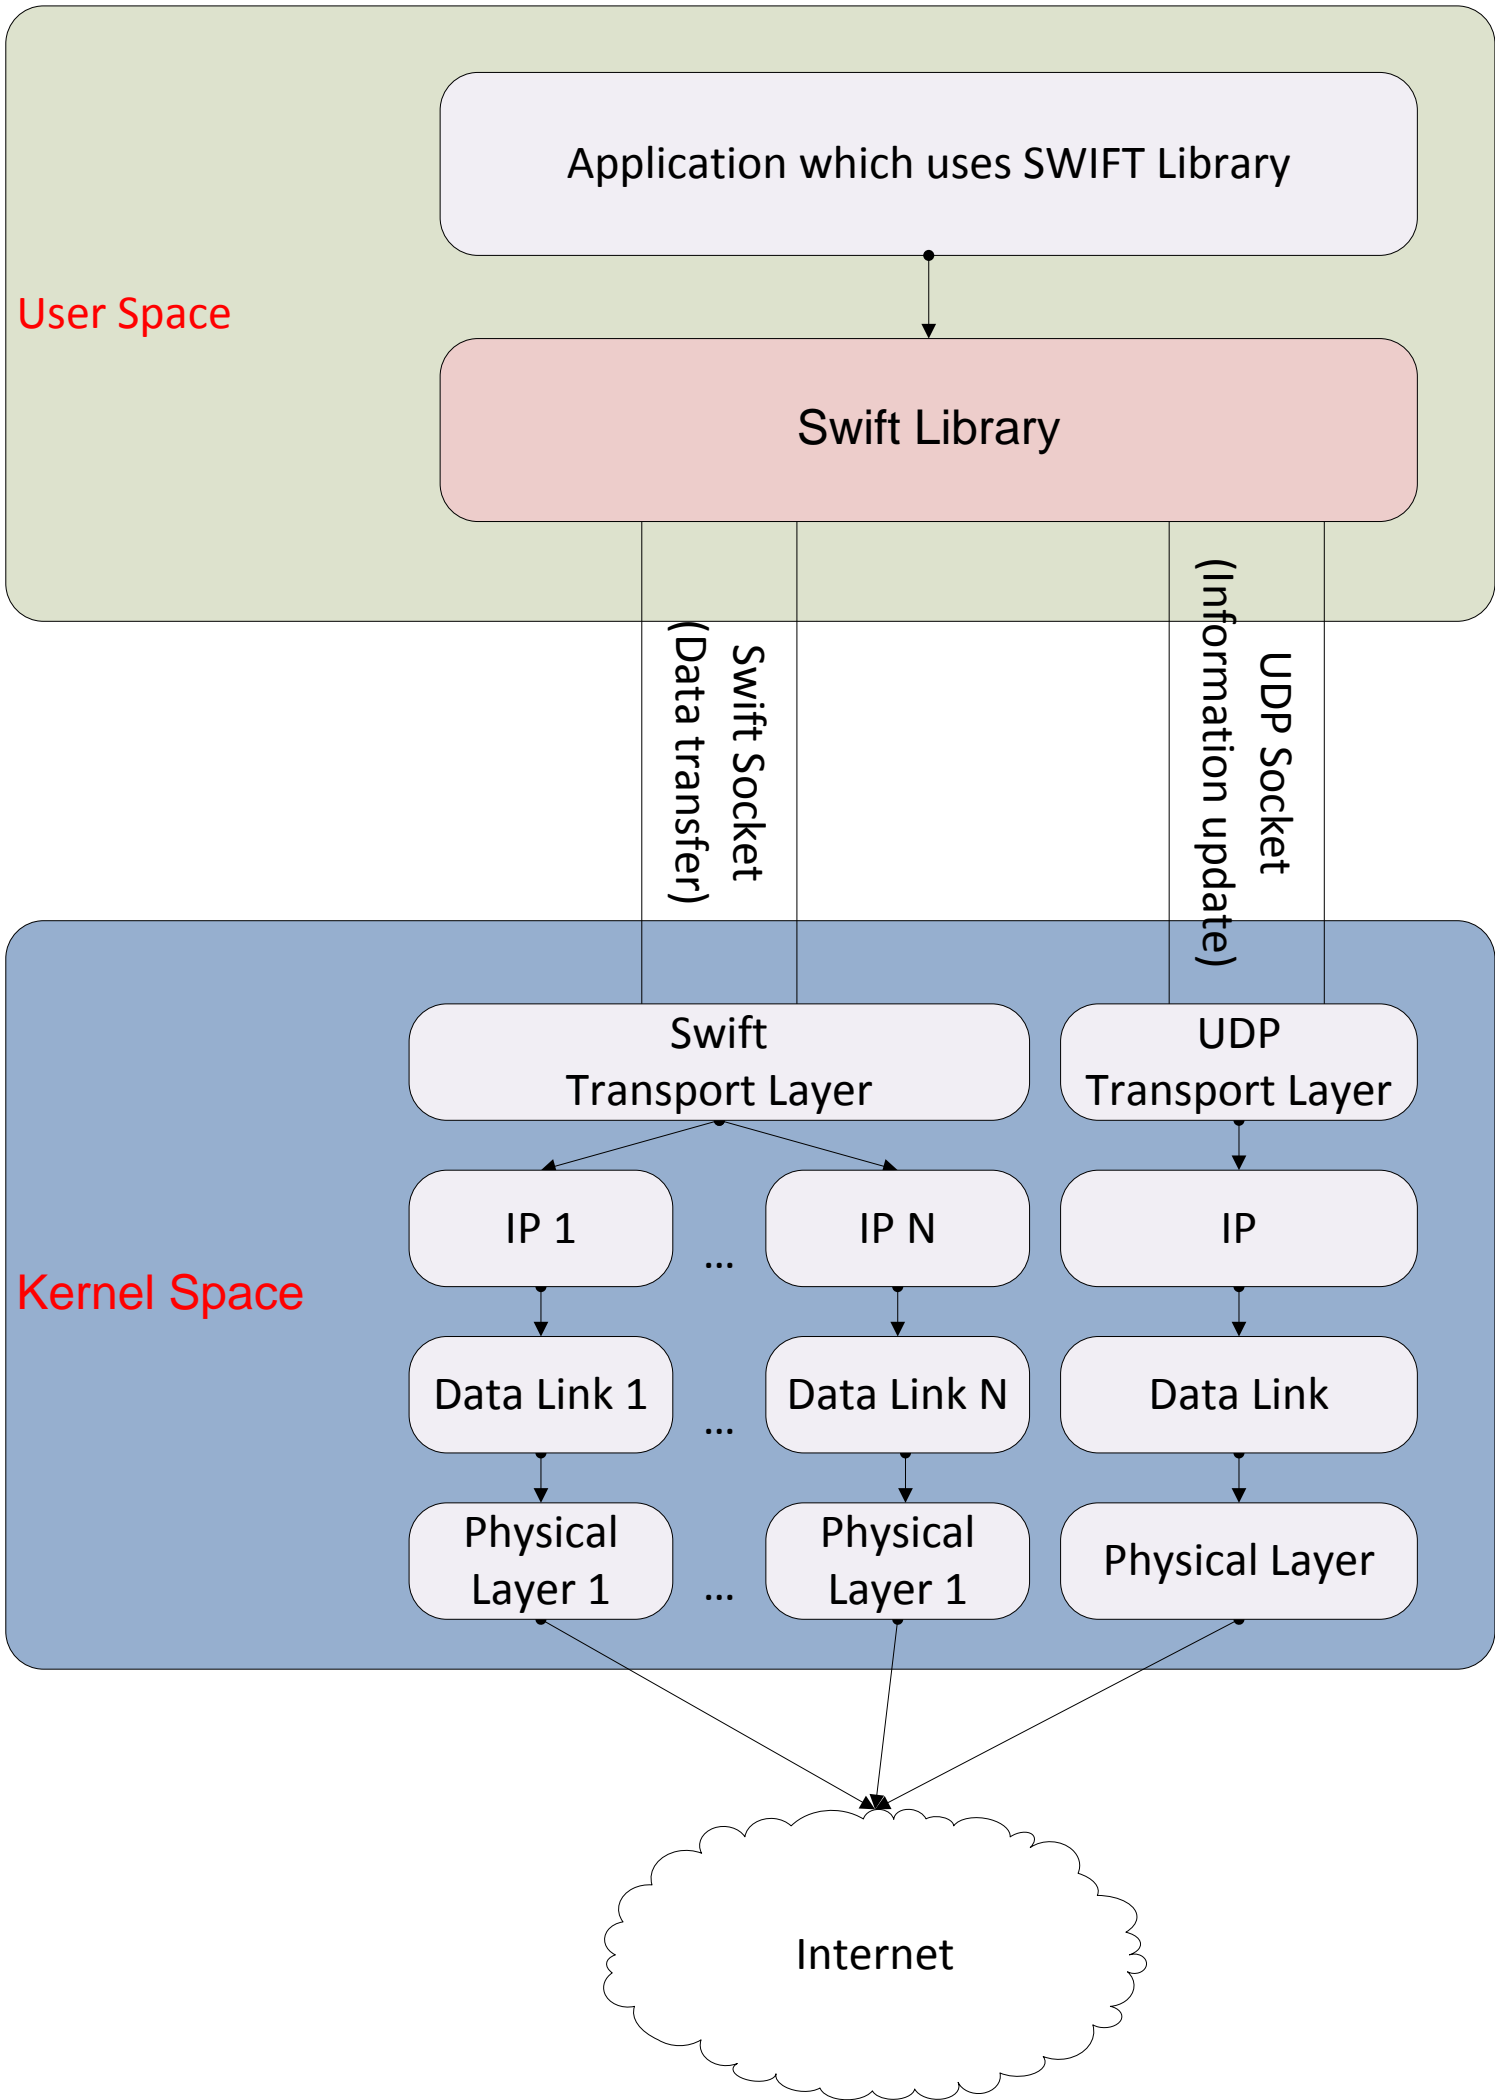 Application which uses SWIFT Library
User Space
Swift Library
Swift Socket
(Data transfer)
UDP Socket
(Information update)
Swift
Transport Layer
UDP
Transport Layer
IP 1
...
IP N
IP
Kernel Space
Data Link 1
...
Data Link N
Data Link
Physical
Layer 1
...
Physical
Layer 1
Physical Layer
Internet